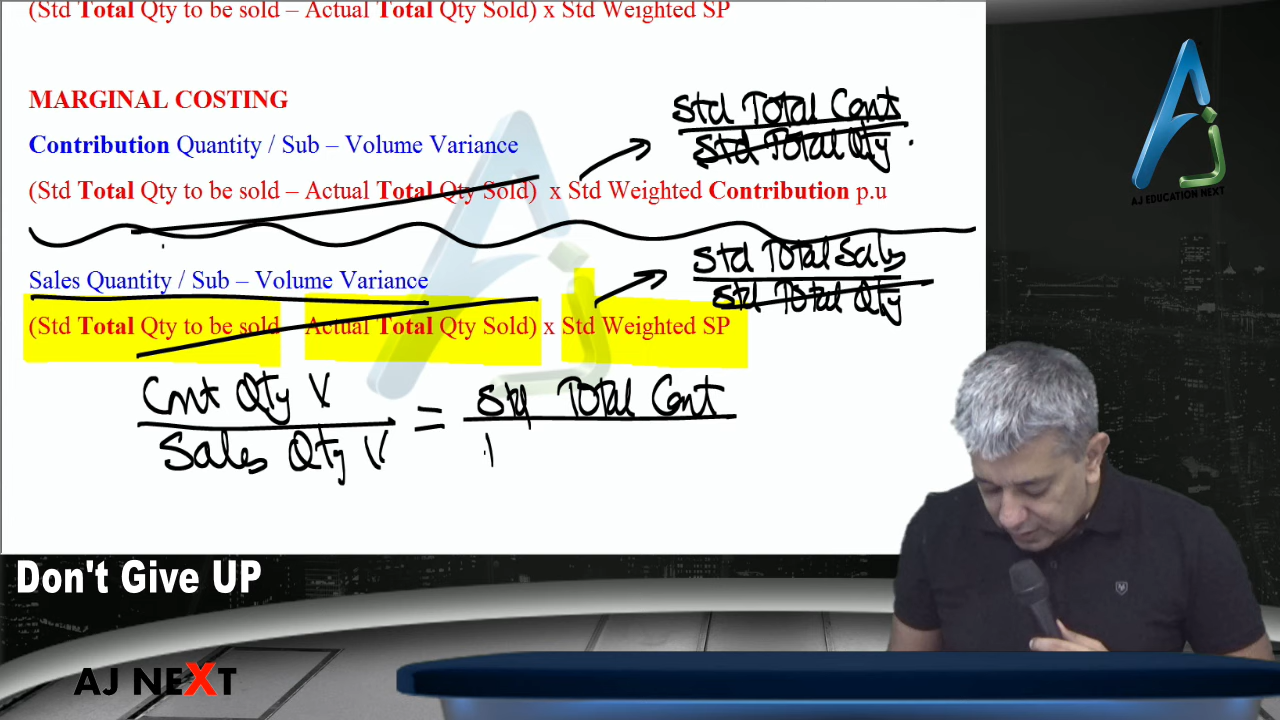 (Std Total Qty to be sold – Actual Total Qty Sold) x Std Weighted SP
MARGINAL COSTING
Std Total Cont
Std Total Qty
Contribution Quantity / Sub – Volume Variance
(Std Total Qty to be sold – Actual Total Qty Sold) x Std Weighted Contribution p.u
Std Total Sales
Std Total Qty
Sales Quantity / Sub – Volume Variance
(Std Total Qty to be sold Actual Total Qty Sold) x Std Weighted SP
Cont Qty V = Std Total Cont
Sales Qty V
AJ EDUCATION NEXT
Don't Give UP
AJ NEXT